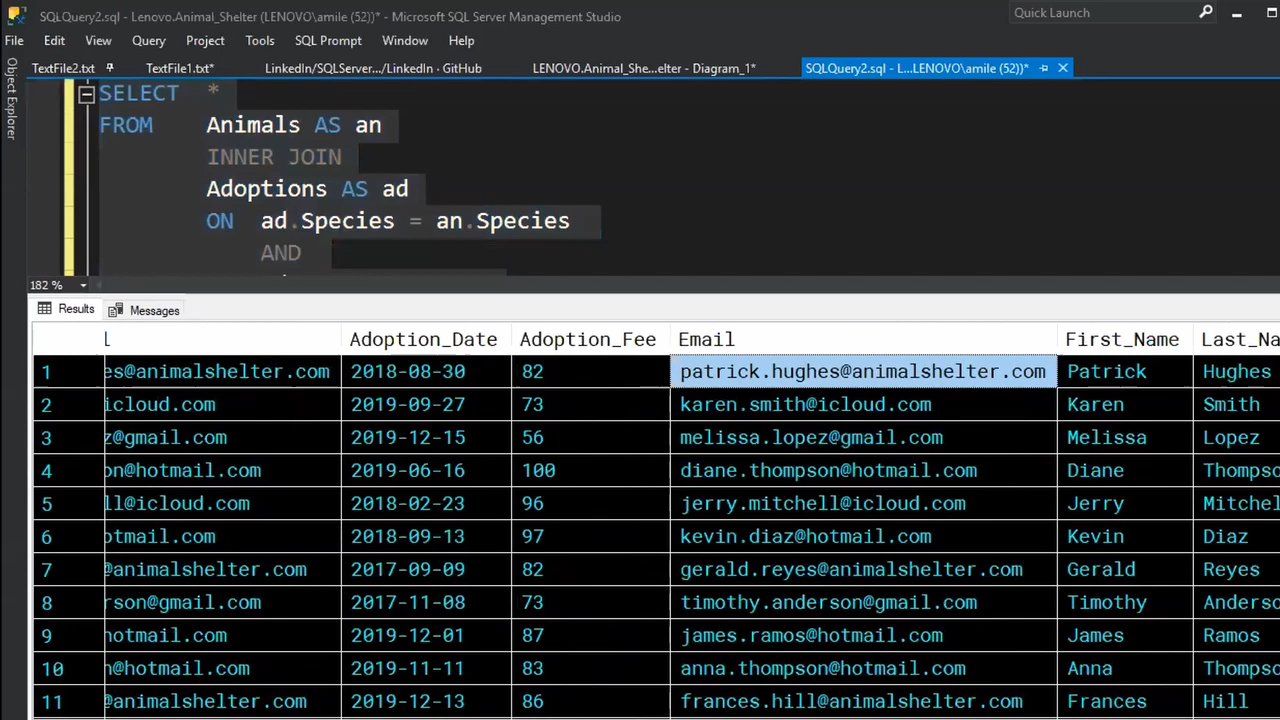 SQLQuery2.sql - Lenovo.Animal_Shelter (LENOVO\amile (52))* - Microsoft SQL Server Management Studio
Quick Launch
File Edit View Query Project Tools SQL Prompt Window Help
TextFile2.txt TextFile1.txt* LinkedIn/SQLServer.../LinkedIn · GitHub LENOVO.Animal_She...elter - Diagram_1* SQLQuery2.sql - L...LENOVO\amile (52))*
Object Explorer
SELECT *
FROM Animals AS an
INNER JOIN
Adoptions AS ad
ON ad.Species = an.Species
AND
182 %
Results Messages
l Adoption_Date Adoption_Fee Email First_Name Last_Na
1 es@animalshelter.com 2018-08-30 82 patrick.hughes@animalshelter.com Patrick Hughes
2 icloud.com 2019-09-27 73 karen.smith@icloud.com Karen Smith
3 z@gmail.com 2019-12-15 56 melissa.lopez@gmail.com Melissa Lopez
4 on@hotmail.com 2019-06-16 100 diane.thompson@hotmail.com Diane Thompso
5 ll@icloud.com 2018-02-23 96 jerry.mitchell@icloud.com Jerry Mitchel
6 otmail.com 2018-09-13 97 kevin.diaz@hotmail.com Kevin Diaz
7 @animalshelter.com 2017-09-09 82 gerald.reyes@animalshelter.com Gerald Reyes
8 rson@gmail.com 2017-11-08 73 timothy.anderson@gmail.com Timothy Anderso
9 hotmail.com 2019-12-01 87 james.ramos@hotmail.com James Ramos
10 n@hotmail.com 2019-11-11 83 anna.thompson@hotmail.com Anna Thompso
11 @animalshelter.com 2019-12-13 86 frances.hill@animalshelter.com Frances Hill